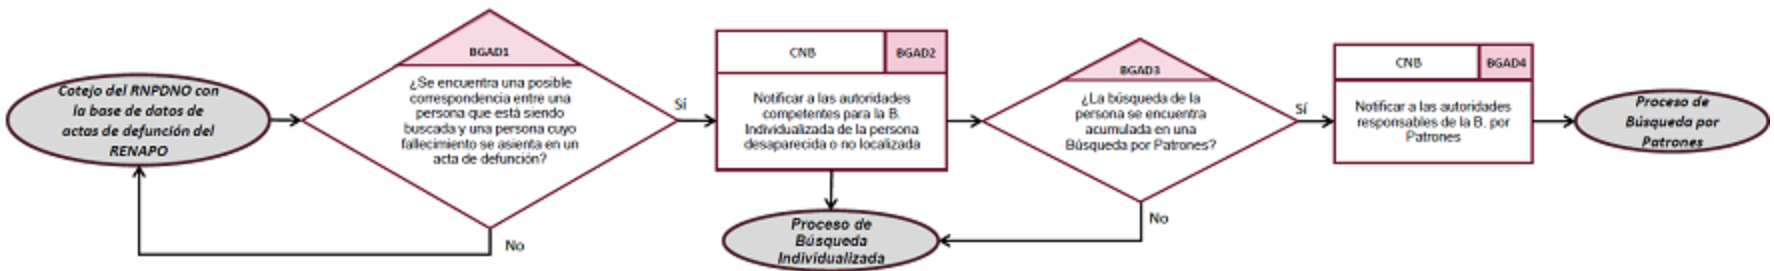 Cotejo del RNPDNO con
la base de datos de
actas de defunción del
RENAPO
BGAD1
¿Se encuentra una posible
correspondencia entre una
persona que está siendo
buscada y una persona cuyo
fallecimiento se asienta en un
acta de defunción?
Sí
No
CNB
BGAD2
Notificar a las autoridades
competentes para la B.
Individualizada de la persona
desaparecida o no localizada
Proceso de
Búsqueda
Individualizada
BGAD3
¿La búsqueda de la
persona se encuentra
acumulada en una
Búsqueda por Patrones?
Sí
No
CNB
BGAD4
Notificar a las autoridades
responsables de la B. por
Patrones
Proceso de
Búsqueda por
Patrones